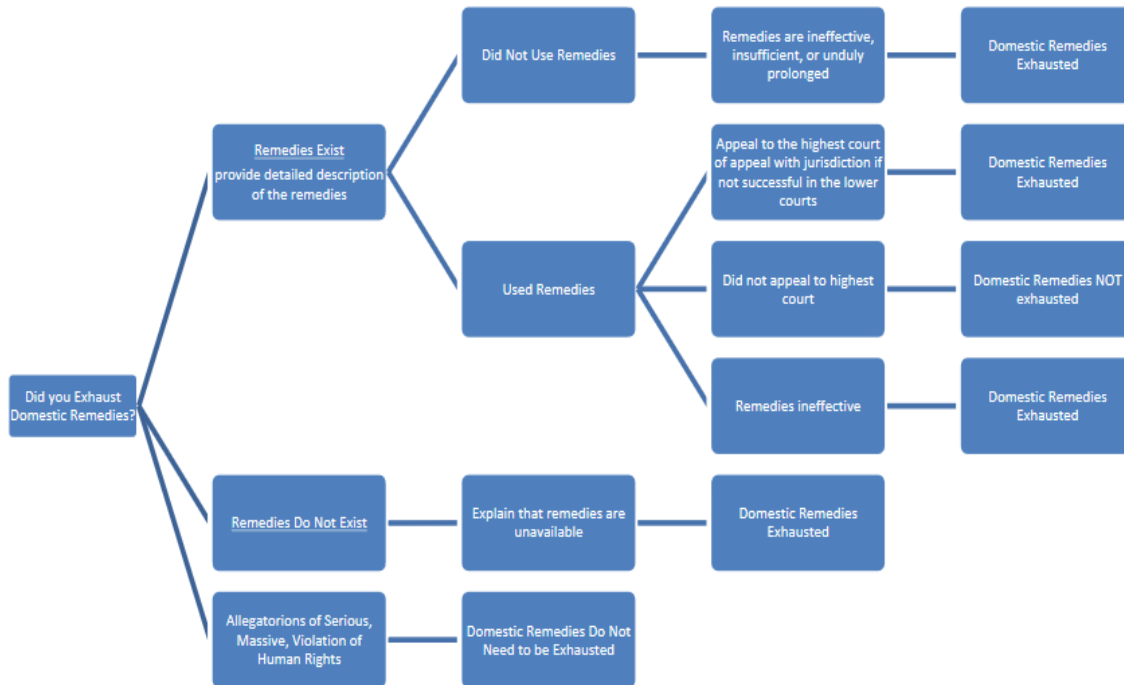 Did you Exhaust
Domestic Remedies?
Remedies Exist
provide detailed description
of the remedies
Did Not Use Remedies
Remedies are ineffective,
insufficient, or unduly
prolonged
Domestic Remedies
Exhausted
Used Remedies
Appeal to the highest court
of appeal with jurisdiction if
not successful in the lower
courts
Domestic Remedies
Exhausted
Did not appeal to highest
court
Domestic Remedies NOT
exhausted
Remedies ineffective
Domestic Remedies
Exhausted
Remedies Do Not Exist
Explain that remedies are
unavailable
Domestic Remedies
Exhausted
Allegatorions of Serious,
Massive, Violation of
Human Rights
Domestic Remedies Do Not
Need to be Exhausted